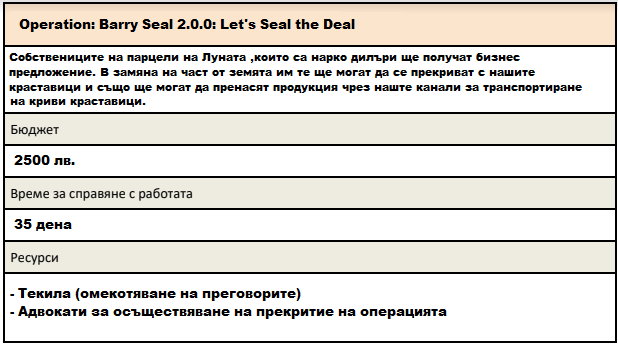 Operation: Barry Seal 2.0.0: Let's Seal the Deal
Собствениците на парцели на Луната ,които са нарко дилъри ще получат бизнес
предложение. В замяна на част от земята им те ще могат да се прекриват с нашите
краставици и също ще могат да пренасят продукция чрез наште канали за транспортиране
на криви краставици.
Бюджет
2500 лв.
Време за справяне с работата
35 дена
Ресурси
- Текила (омекотяване на преговорите)
- Адвокати за осъществяване на прекритие на операцията